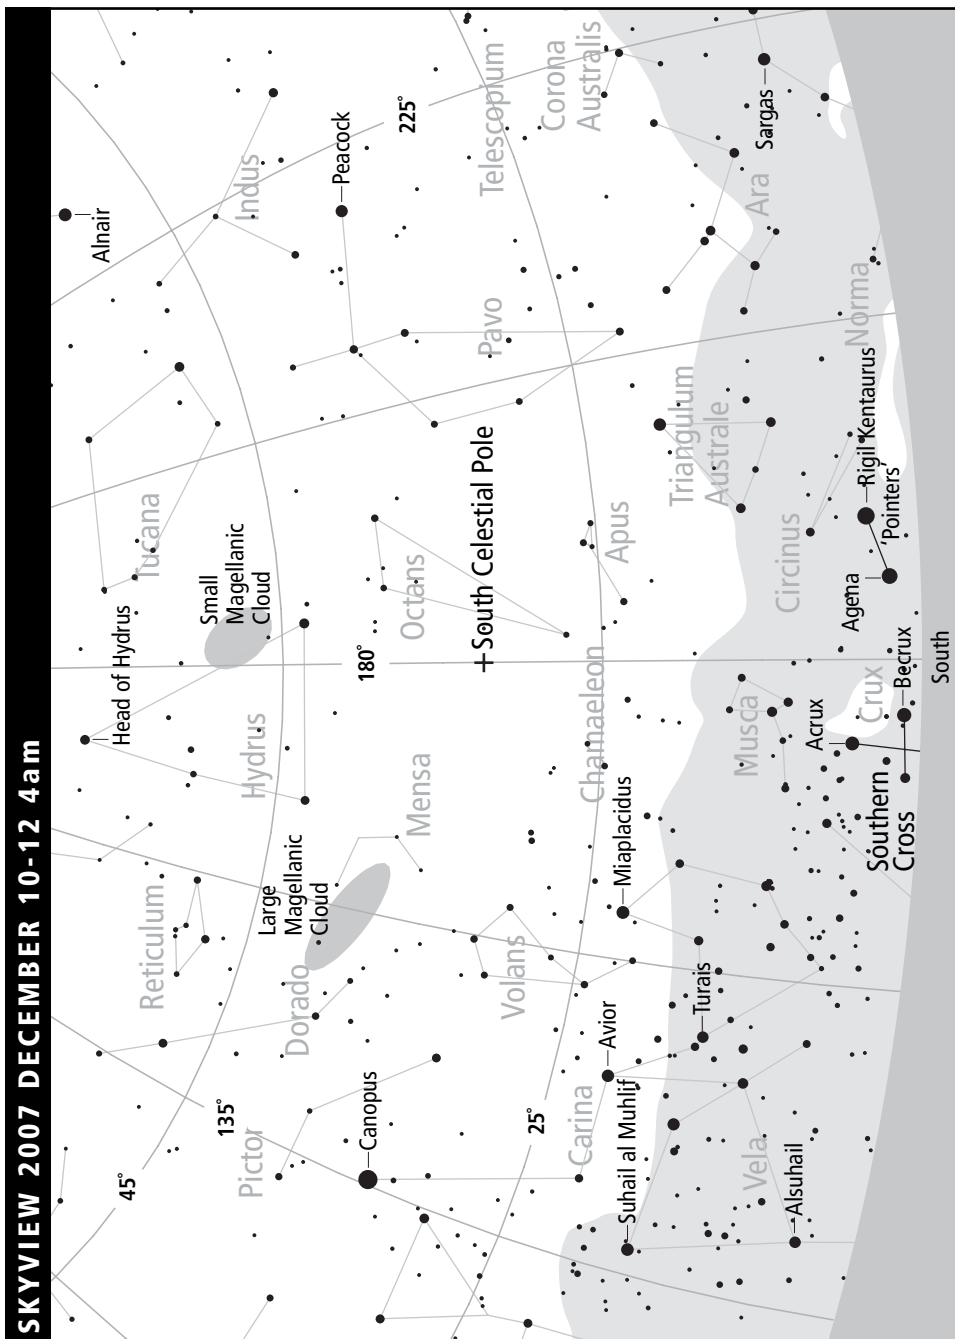 SKYVIEW 2007 DECEMBER 10-12 4am
Alnair
Indus
Peacock
225°
Telescopium
Corona
Australis
Sargas
Ara
Norma
Pavo
Triangulum
Australe
Rigil Kentaurus
'Pointers'
Agena
Circinus
Tucana
Small
Magellanic
Cloud
Octans
South Celestial Pole
Apus
Head of Hydrus
Hydrus
180°
Mensa
Chamaeleon
Musca
Acrux
Crux
Becrux
South
Southern
Cross
Reticulum
Large
Magellanic
Cloud
Dorado
Volans
Miaplacidus
Turais
Avior
Canopus
Pictor
135°
45°
25°
Carina
Suhail al Muhlif
Vela
Alsuhail